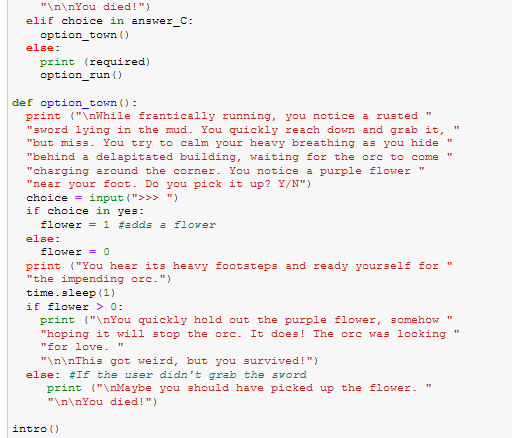 "\n\nYou died!")
  elif choice in answer_C:
    option_town()
  else:
    print (required)
    option_run()

def option_town():
  print ("\nWhile frantically running, you notice a rusted "
  "sword lying in the mud. You quickly reach down and grab it, "
  "but miss. You try to calm your heavy breathing as you hide "
  "behind a delapitated building, waiting for the orc to come "
  "charging around the corner. You notice a purple flower "
  "near your foot. Do you pick it up? Y/N")
  choice = input(">>> ")
  if choice in yes:
    flower = 1 #adds a flower
  else:
    flower = 0
  print ("You hear its heavy footsteps and ready yourself for "
  "the impending orc.")
  time.sleep(1)
  if flower > 0:
    print ("\nYou quickly hold out the purple flower, somehow "
    "hoping it will stop the orc. It does! The orc was looking "
    "for love. "
    "\n\nThis got weird, but you survived!")
  else: #If the user didn't grab the sword
     print ("\nMaybe you should have picked up the flower. "
     "\n\nYou died!")

intro()